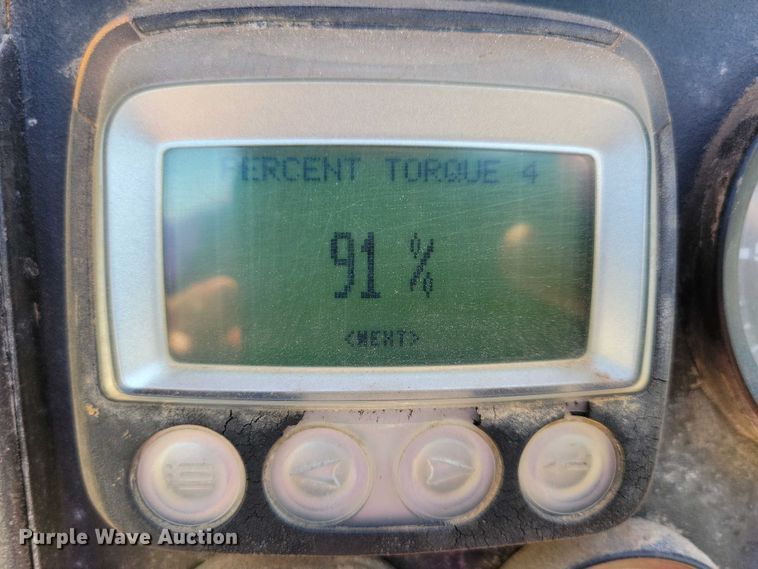 PERCENT TORQUE 4
91 %
<NEXT>
Purple Wave Auction